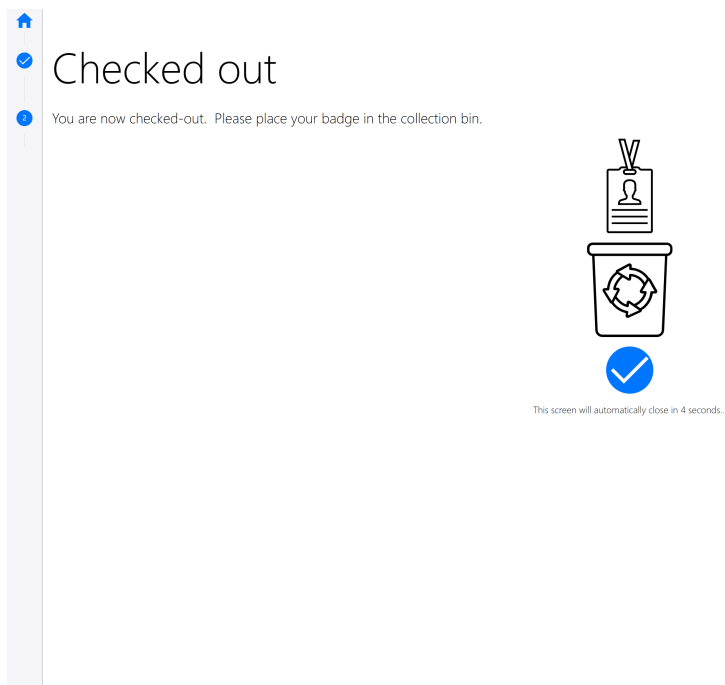 Checked out
2
You are now checked-out.  Please place your badge in the collection bin.
This screen will automatically close in 4 seconds..